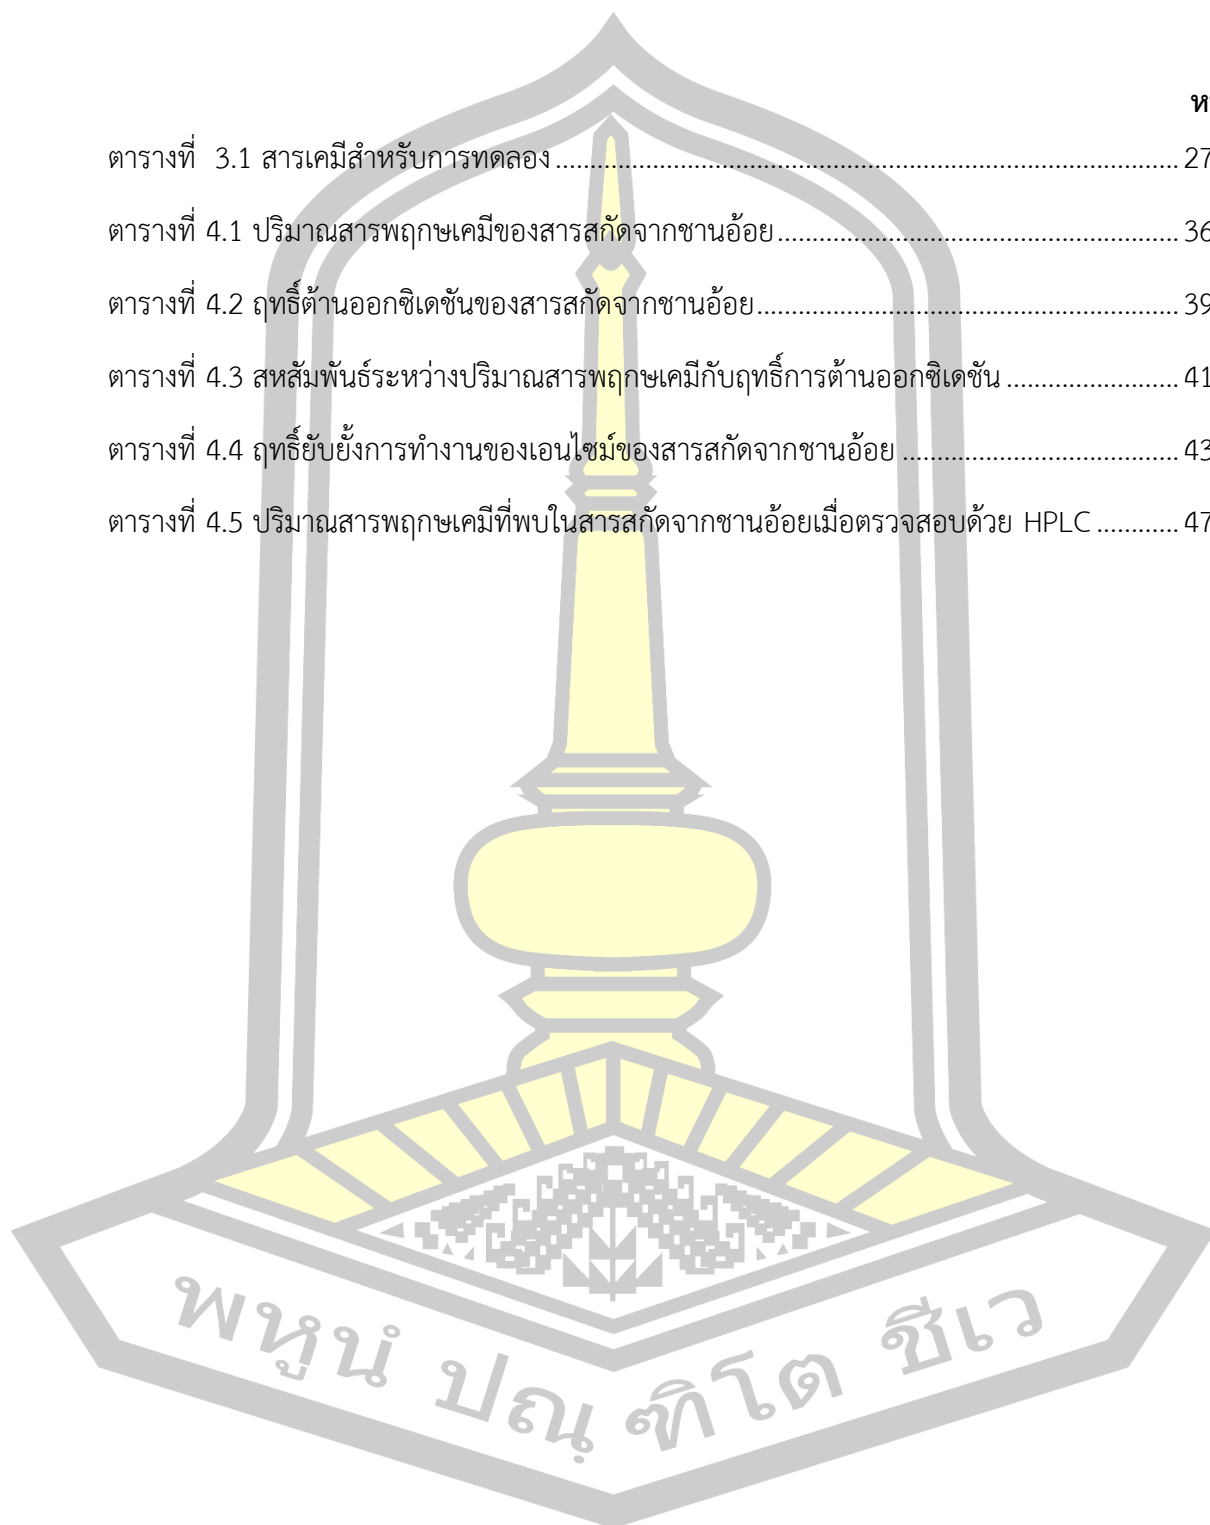 ตารางที่ 3.1 สารเคมีสำหรับการทดลอง ........................................ 27
ตารางที่ 4.1 ปริมาณสารพฤกษเคมีของสารสกัดจากชานอ้อย ........................................ 36
ตารางที่ 4.2 ฤทธิ์ต้านออกซิเดชันของสารสกัดจากชานอ้อย ........................................ 39
ตารางที่ 4.3 สหสัมพันธ์ระหว่างปริมาณสารพฤกษเคมีกับฤทธิ์การต้านออกซิเดชัน .................... 41
ตารางที่ 4.4 ฤทธิ์ยับยั้งการทำงานของเอนไซม์ของสารสกัดจากชานอ้อย .............................. 43
ตารางที่ 4.5 ปริมาณสารพฤกษเคมีที่พบในสารสกัดจากชานอ้อยเมื่อตรวจสอบด้วย HPLC ............ 47
พหูนํ ปณฺฑิโต ชีเว